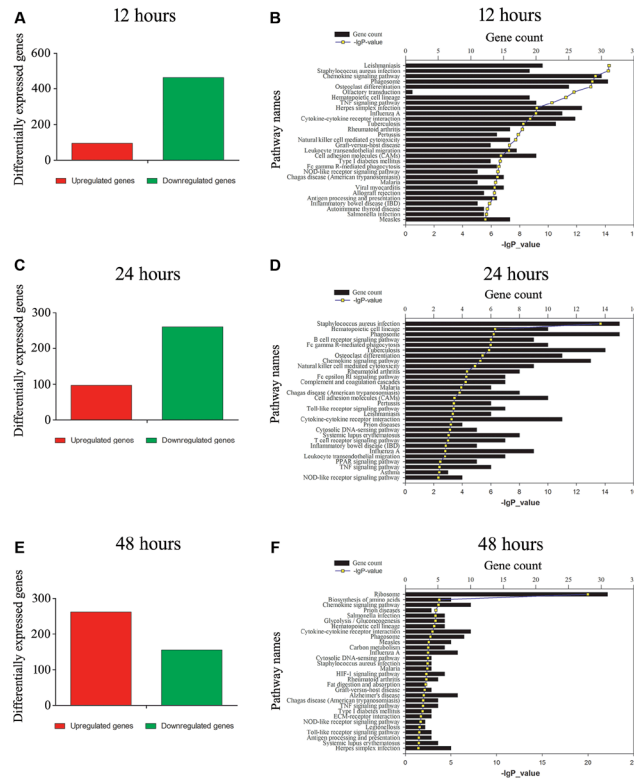 A
12 hours
Differentially expressed genes
600
400
200
0
Upregulated genes
Downregulated genes
B
12 hours
Gene count
-lgP-value
Gene count
0 5 10 15 20 25 30 35
Pathway names
Leishmaniasis
Staphylococcus aureus infection
Chemokine signaling pathway
Phagosome
Osteoclast differentiation
Olfactory transduction
Hematopoietic cell lineage
TNF signaling pathway
Herpes simplex infection
Influenza A
Cytokine-cytokine receptor interaction
Tuberculosis
Rheumatoid arthritis
Pertussis
Natural killer cell mediated cytotoxicity
Graft-versus-host disease
Leukocyte transendothelial migration
Cell adhesion molecules (CAMs)
Type I diabetes mellitus
Fc gamma R-mediated phagocytosis
NOD-like receptor signaling pathway
Chagas disease (American trypanosomiasis)
Malaria
Viral myocarditis
Allograft rejection
Antigen processing and presentation
Inflammatory bowel disease (IBD)
Autoimmune thyroid disease
Salmonella infection
Measles
0 2 4 6 8 10 12 14 16
-lgP_value
C
24 hours
Differentially expressed genes
300
200
100
0
Upregulated genes
Downregulated genes
D
24 hours
Gene count
-lgP-value
Gene count
0 2 4 6 8 10 12 14 16
Pathway names
Staphylococcus aureus infection
Hematopoietic cell lineage
Phagosome
B cell receptor signaling pathway
Fc gamma R-mediated phagocytosis
Tuberculosis
Osteoclast differentiation
Chemokine signaling pathway
Natural killer cell mediated cytotoxicity
Rheumatoid arthritis
Fc epsilon RI signaling pathway
Complement and coagulation cascades
Malaria
Chagas disease (American trypanosomiasis)
Cell adhesion molecules (CAMs)
Pertussis
Toll-like receptor signaling pathway
Leishmaniasis
Cytokine-cytokine receptor interaction
Prion diseases
Cytosolic DNA-sensing pathway
Systemic lupus erythematosus
T cell receptor signaling pathway
Inflammatory bowel disease (IBD)
Influenza A
Leukocyte transendothelial migration
PPAR signaling pathway
TNF signaling pathway
Asthma
NOD-like receptor signaling pathway
0 2 4 6 8 10 12 14 16
-lgP_value
E
48 hours
Differentially expressed genes
300
200
100
0
Upregulated genes
Downregulated genes
F
48 hours
Gene count
-lgP-value
Gene count
0 5 10 15 20 25 30 35
Pathway names
Ribosome
Biosynthesis of amino acids
Chemokine signaling pathway
Prion diseases
Salmonella infection
Glycolysis / Gluconeogenesis
Hematopoietic cell lineage
Cytokine-cytokine receptor interaction
Phagosome
Measles
Carbon metabolism
Influenza A
Cytosolic DNA-sensing pathway
Staphylococcus aureus infection
Malaria
HIF-1 signaling pathway
Rheumatoid arthritis
Fat digestion and absorption
Graft-versus-host disease
Alzheimer's disease
Chagas disease (American trypanosomiasis)
TNF signaling pathway
Type I diabetes mellitus
ECM-receptor interaction
NOD-like receptor signaling pathway
Legionellosis
Toll-like receptor signaling pathway
Antigen processing and presentation
Systemic lupus erythematosus
Herpes simplex infection
0 5 10 15 20 25
-lgP_value